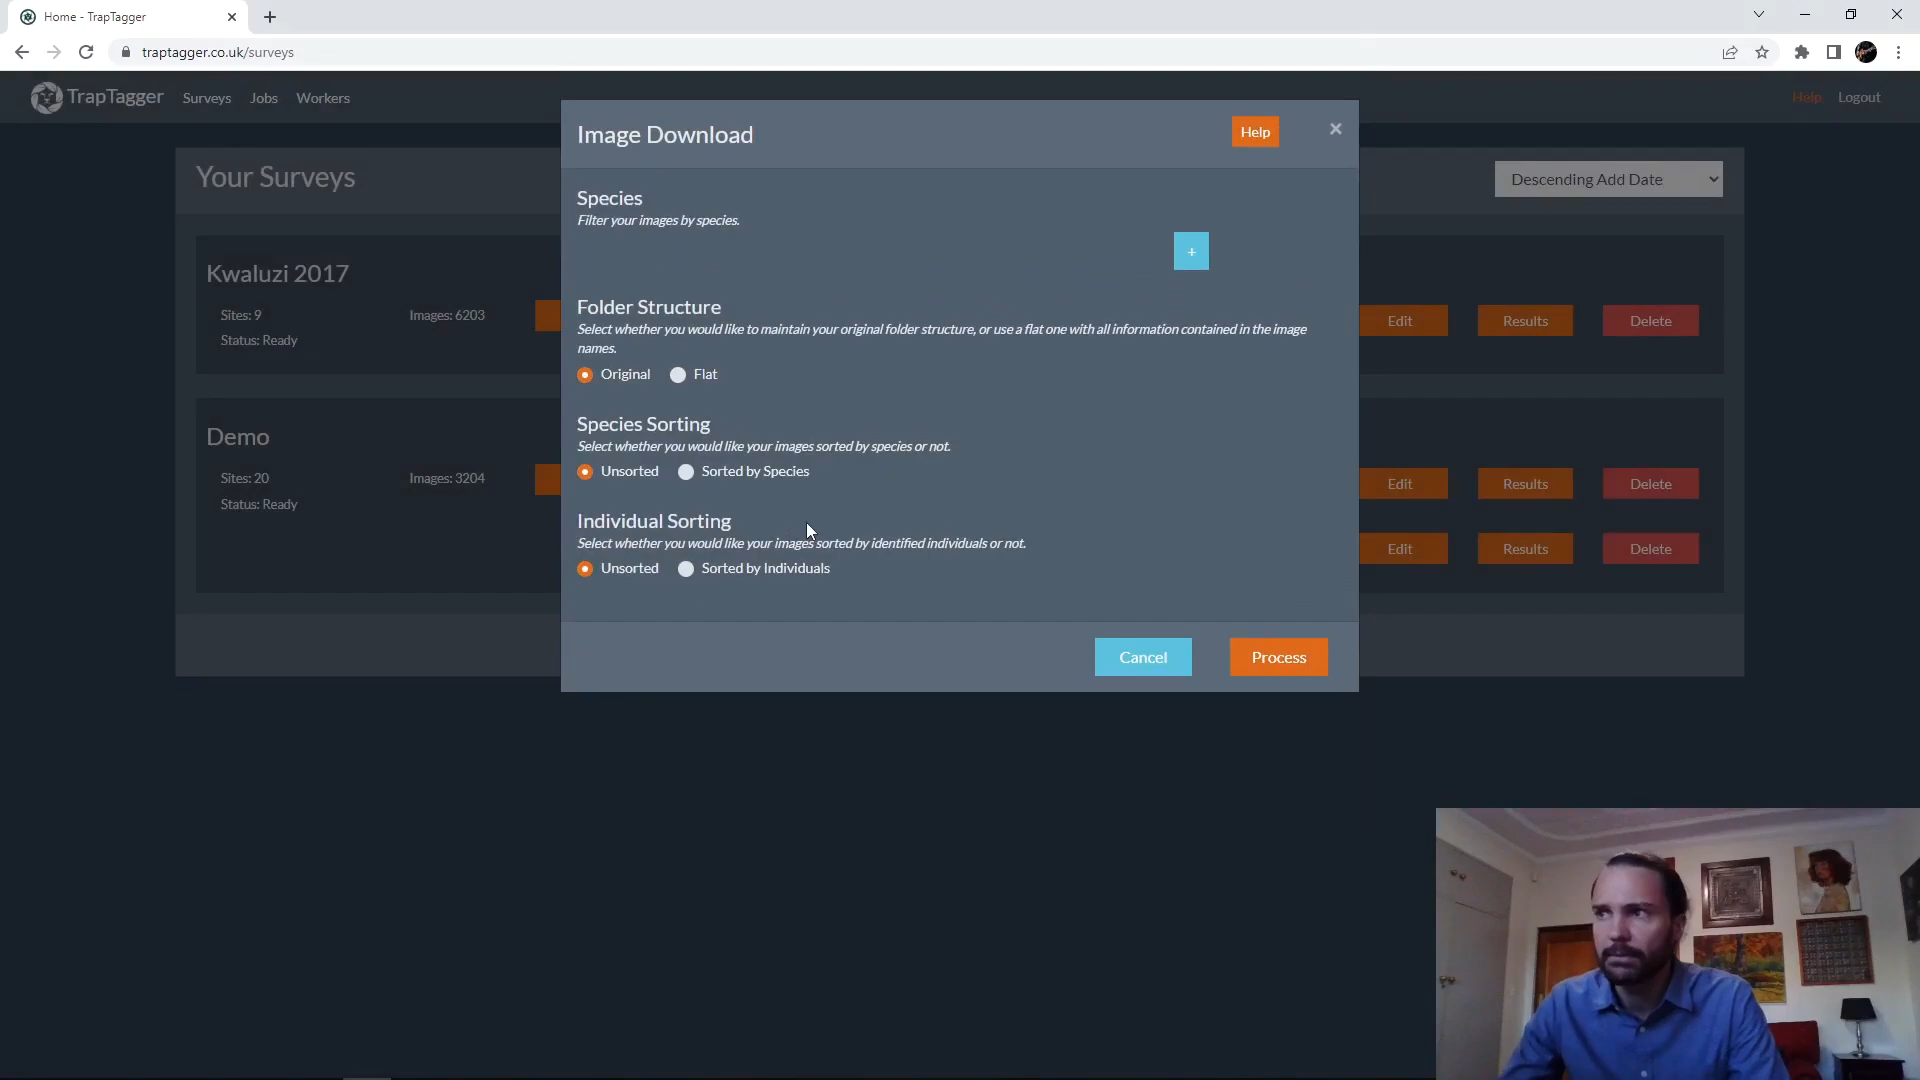 Home - TrapTagger
traptagger.co.uk/surveys
TrapTagger Surveys Jobs Workers Help Logout
Image Download Help ×
Your Surveys Descending Add Date
Species
Filter your images by species.
+
Kwaluzi 2017
Sites: 9 Images: 6203
Status: Ready
Edit Results Delete
Folder Structure
Select whether you would like to maintain your original folder structure, or use a flat one with all information contained in the image
names.
Original Flat
Demo
Sites: 20 Images: 3204
Status: Ready
Edit Results Delete
Edit Results Delete
Species Sorting
Select whether you would like your images sorted by species or not.
Unsorted Sorted by Species
Individual Sorting
Select whether you would like your images sorted by identified individuals or not.
Unsorted Sorted by Individuals
Cancel Process